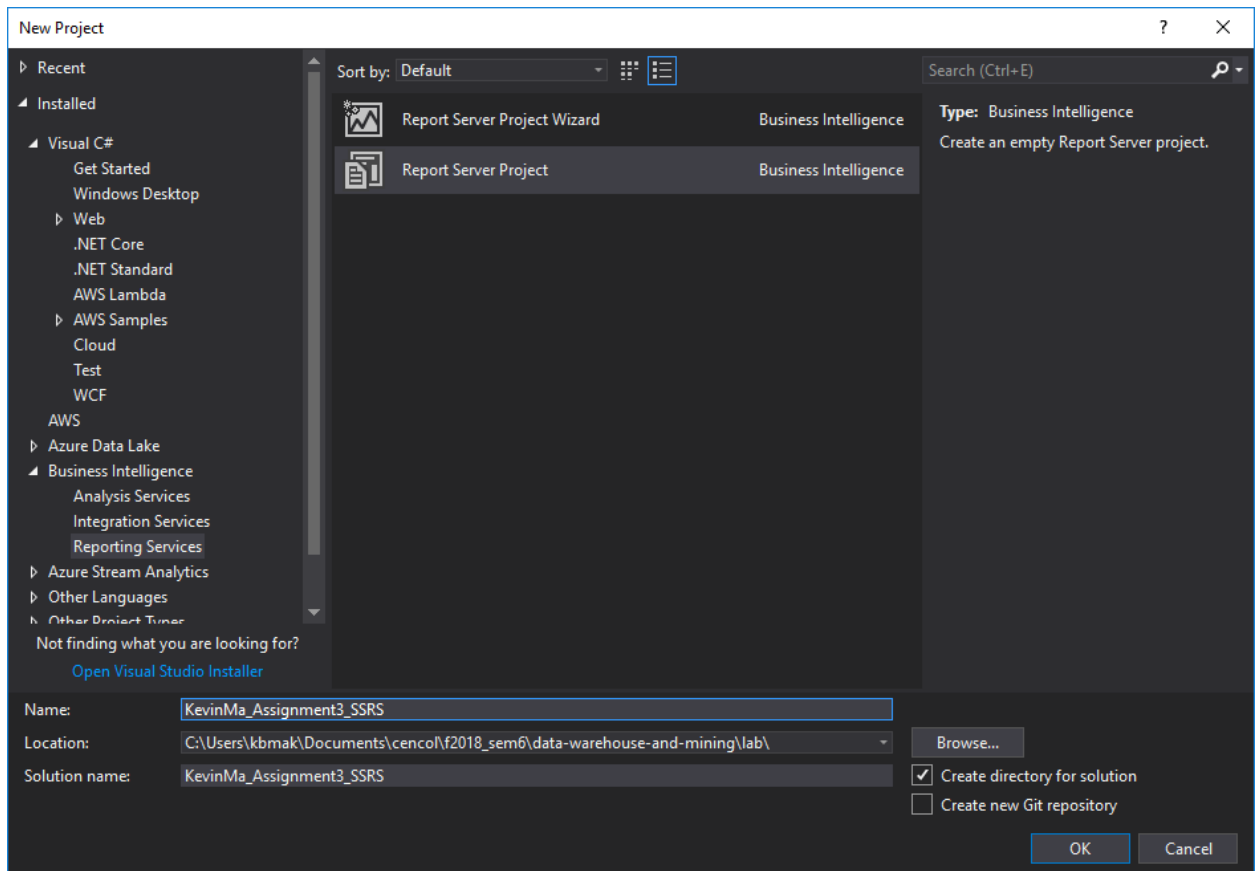 New Project
?
Recent
Installed
Visual C#
Get Started
Windows Desktop
Web
.NET Core
.NET Standard
AWS Lambda
AWS Samples
Cloud
Test
WCF
AWS
Azure Data Lake
Business Intelligence
Analysis Services
Integration Services
Reporting Services
Azure Stream Analytics
Other Languages
Other Project Types
Not finding what you are looking for?
Open Visual Studio Installer
Sort by: Default
Report Server Project Wizard Business Intelligence
Report Server Project Business Intelligence
Search (Ctrl+E)
Type: Business Intelligence
Create an empty Report Server project.
Name: KevinMa_Assignment3_SSRS
Location: C:\Users\kbmak\Documents\cencol\f2018_sem6\data-warehouse-and-mining\lab\ Browse...
Solution name: KevinMa_Assignment3_SSRS
Create directory for solution
Create new Git repository
OK Cancel